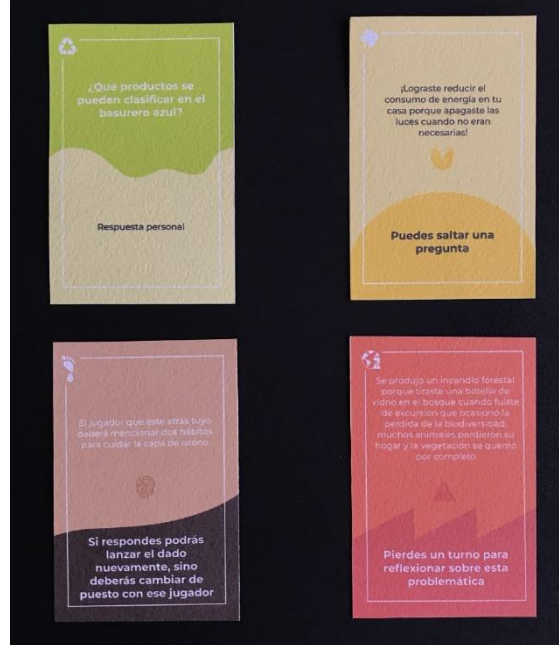 ¿Qué productos se
pueden clasificar en el
basurero azul?
Respuesta personal
¡Lograste reducir el
consumo de energía en tu
casa porque apagaste las
luces cuando no eran
necesarias!
Puedes saltar una
pregunta
El jugador que este atrás tuyo
deberá mencionar dos hábitos
para cuidar la capa de ozono
Si respondes podrás
lanzar el dado
nuevamente, sino
deberás cambiar de
puesto con ese jugador
Se produjo un incendio forestal
porque tiraste una botella de
vidrio en el bosque cuando fuiste
de excursion que ocasionó la
perdida de la biodiversidad,
muchos animales perdieron su
hogar y la vegetación se quemó
por completo
Pierdes un turno para
reflexionar sobre esta
problemática